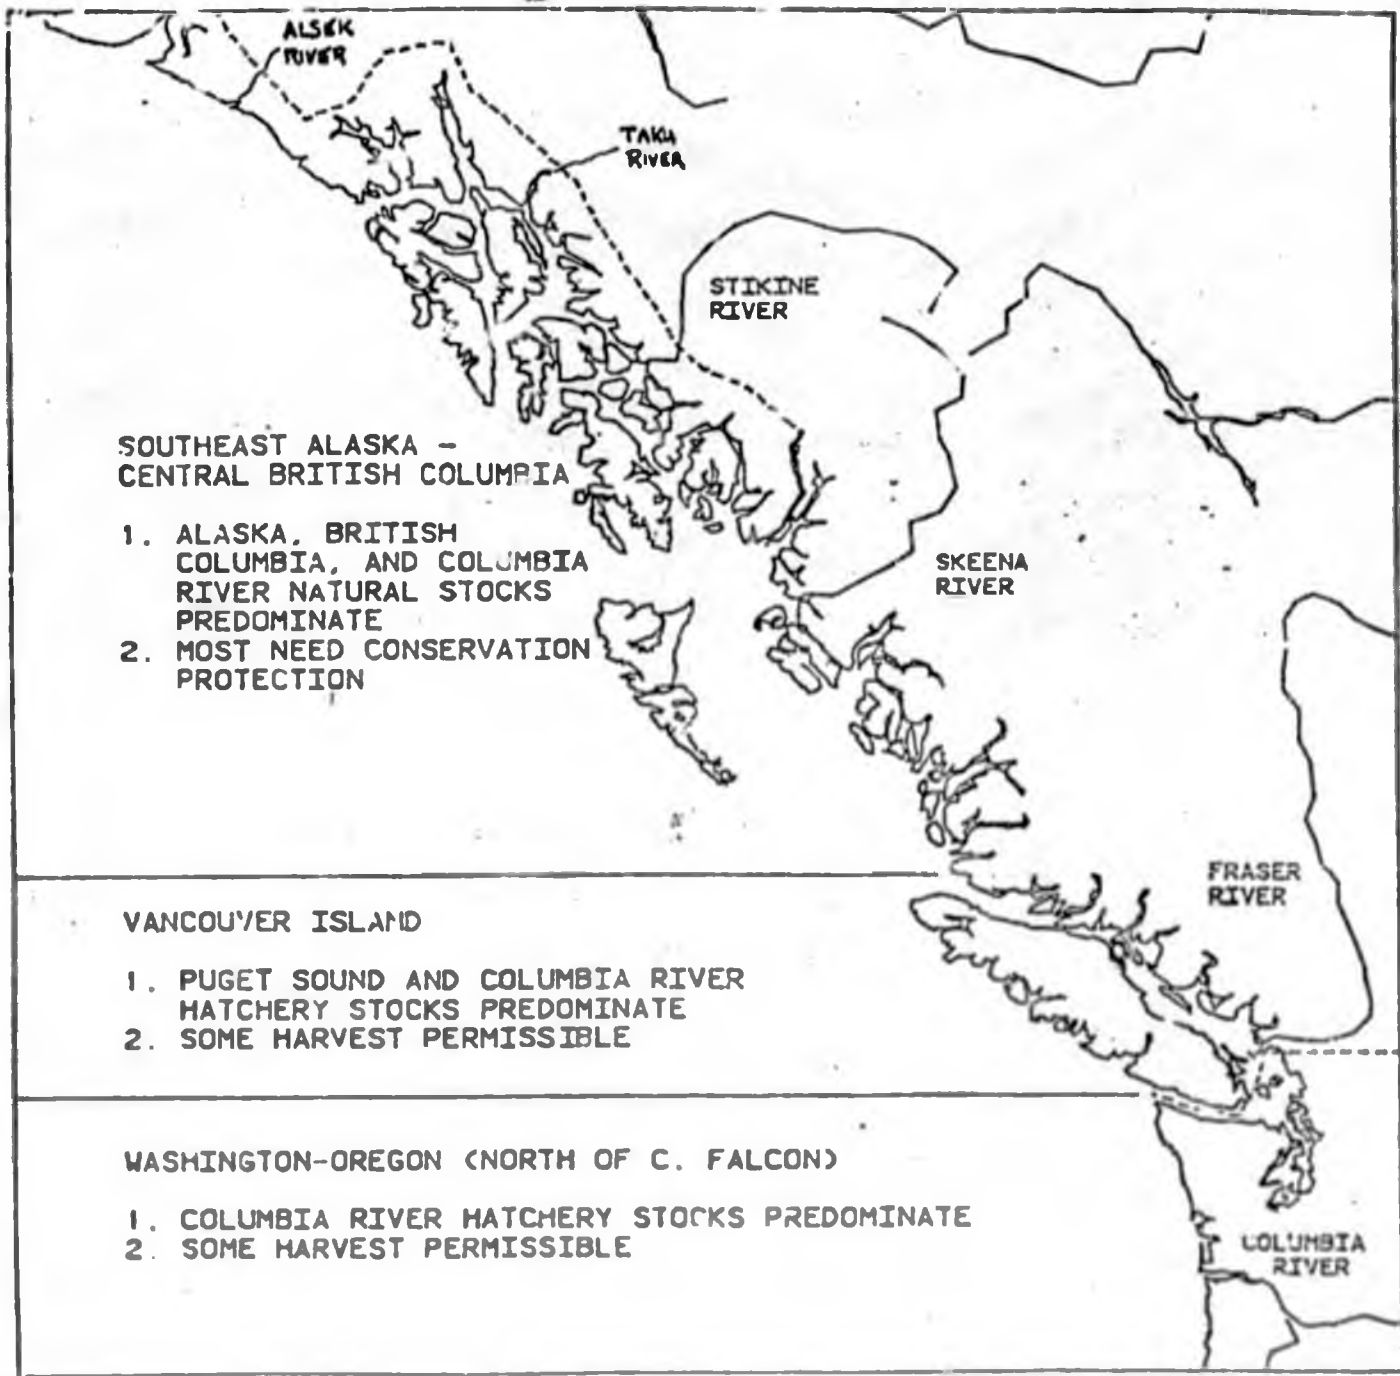 ALSEK
RIVER
TAKU
RIVER
STIKINE
RIVER
SOUTHEAST ALASKA -
CENTRAL BRITISH COLUMBIA
1. ALASKA, BRITISH
COLUMBIA, AND COLUMBIA
RIVER NATURAL STOCKS
PREDOMINATE
2. MOST NEED CONSERVATION
PROTECTION
SKEENA
RIVER
FRASER
RIVER
VANCOUVER ISLAND
1. PUGET SOUND AND COLUMBIA RIVER
HATCHERY STOCKS PREDOMINATE
2. SOME HARVEST PERMISSIBLE
WASHINGTON-OREGON (NORTH OF C. FALCON)
1. COLUMBIA RIVER HATCHERY STOCKS PREDOMINATE
2. SOME HARVEST PERMISSIBLE
COLUMBIA
RIVER